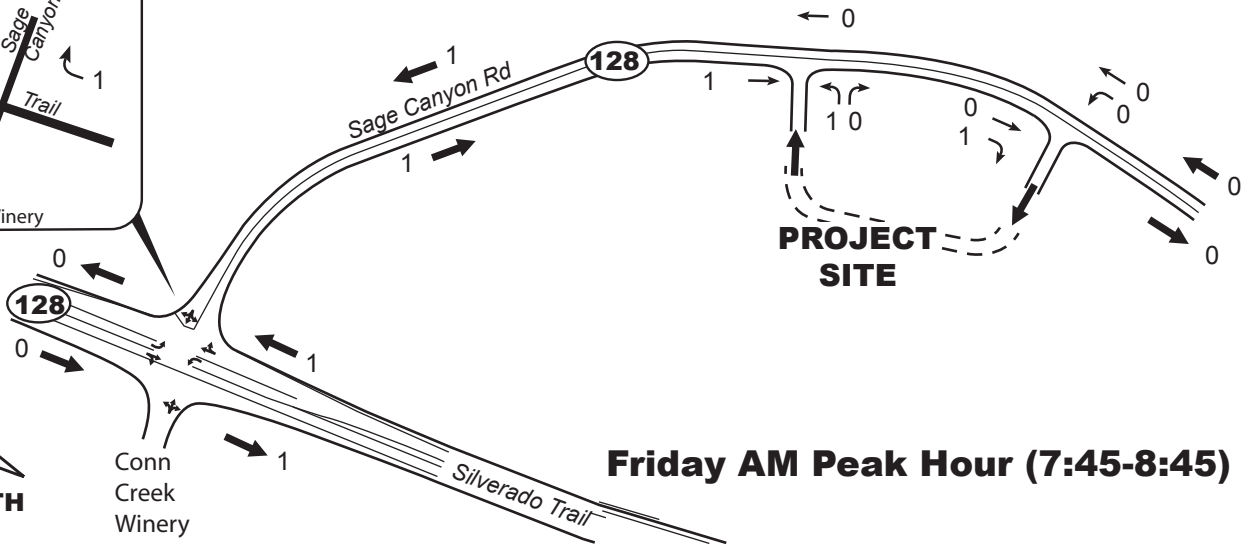 Sage
Canyon
1
Trail
inery
0
1
Sage Canyon Rd
1
128
0
1
1 0
0
1
0
0
0
0
PROJECT
SITE
0
128
0
1
1
Conn
Creek
Winery
Silverado Trail
Friday AM Peak Hour (7:45-8:45)
TH